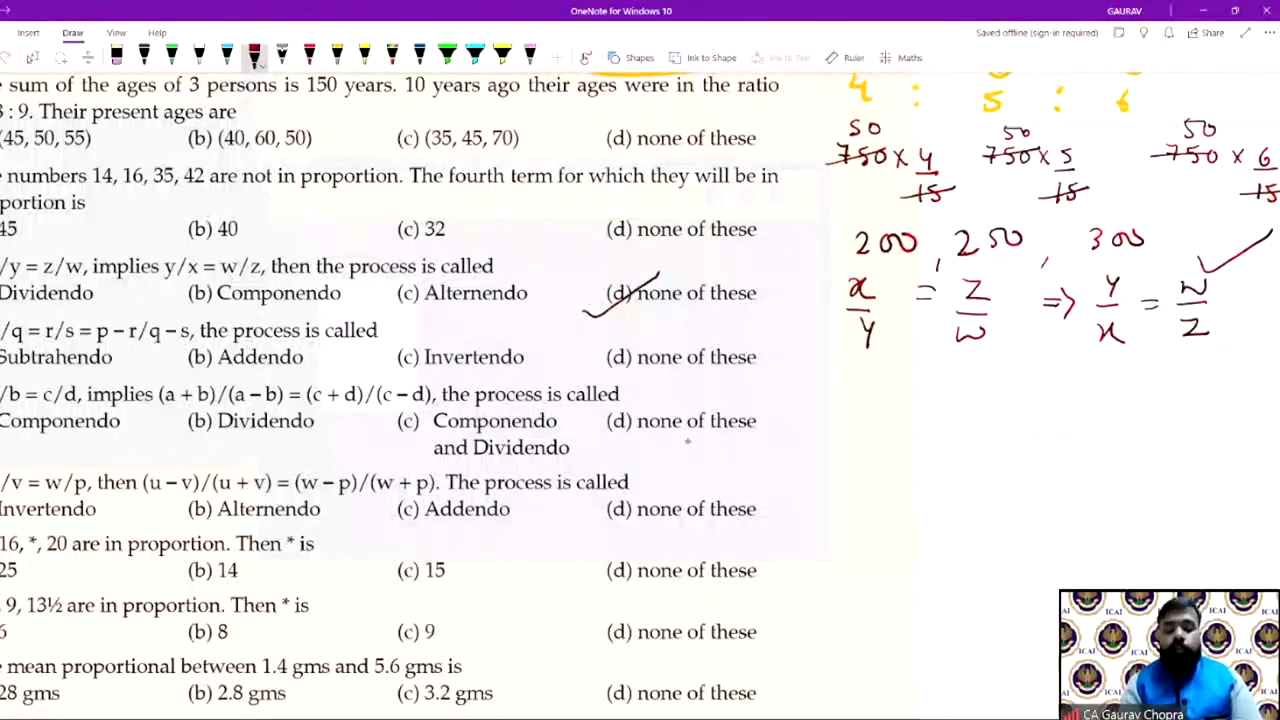 OneNote for Windows 10
GAURAV
Insert Draw View Help
Saved offline (sign-in required) Share
Shapes Ink to Shape Ink to Text Ruler Maths
sum of the ages of 3 persons is 150 years. 10 years ago their ages were in the ratio
: 9. Their present ages are
(45, 50, 55) (b) (40, 60, 50) (c) (35, 45, 70) (d) none of these
numbers 14, 16, 35, 42 are not in proportion. The fourth term for which they will be in
portion is
45 (b) 40 (c) 32 (d) none of these
/y = z/w, implies y/x = w/z, then the process is called
Dividendo (b) Componendo (c) Alternendo (d) none of these
/q = r/s = p – r/q – s, the process is called
Subtrahendo (b) Addendo (c) Invertendo (d) none of these
/b = c/d, implies (a + b)/(a – b) = (c + d)/(c – d), the process is called
Componendo (b) Dividendo (c) Componendo (d) none of these
and Dividendo
/v = w/p, then (u – v)/(u + v) = (w – p)/(w + p). The process is called
Invertendo (b) Alternendo (c) Addendo (d) none of these
16, *, 20 are in proportion. Then * is
25 (b) 14 (c) 15 (d) none of these
9, 13½ are in proportion. Then * is
6 (b) 8 (c) 9 (d) none of these
mean proportional between 1.4 gms and 5.6 gms is
28 gms (b) 2.8 gms (c) 3.2 gms (d) none of these
4 : 5 : 6
50 50 50
750 × 4/15 750 × 5/15 750 × 6/15
200, 250, 300
x/y = z/w ⇒ y/x = w/z
ICAI
CA Gaurav Chopra